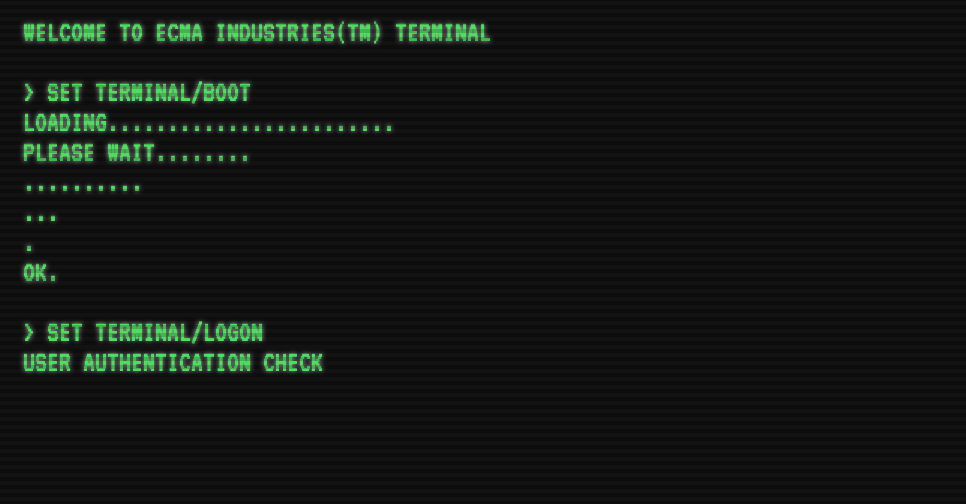 WELCOME TO ECMA INDUSTRIES(TM) TERMINAL
> SET TERMINAL/BOOT
LOADING........................
PLEASE WAIT........
..........
...
.
OK.
> SET TERMINAL/LOGON
USER AUTHENTICATION CHECK